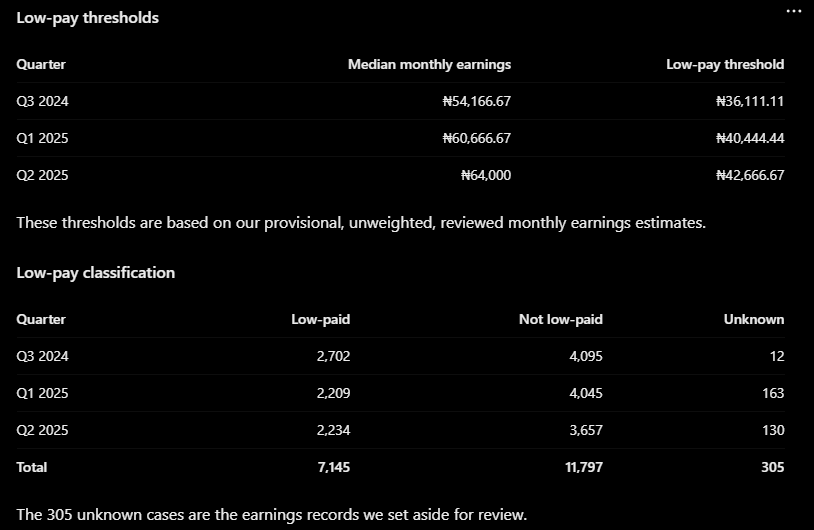 Low-pay thresholds
Quarter Median monthly earnings Low-pay threshold
Q3 2024 ₦54,166.67 ₦36,111.11
Q1 2025 ₦60,666.67 ₦40,444.44
Q2 2025 ₦64,000 ₦42,666.67
These thresholds are based on our provisional, unweighted, reviewed monthly earnings estimates.
Low-pay classification
Quarter Low-paid Not low-paid Unknown
Q3 2024 2,702 4,095 12
Q1 2025 2,209 4,045 163
Q2 2025 2,234 3,657 130
Total 7,145 11,797 305
The 305 unknown cases are the earnings records we set aside for review.